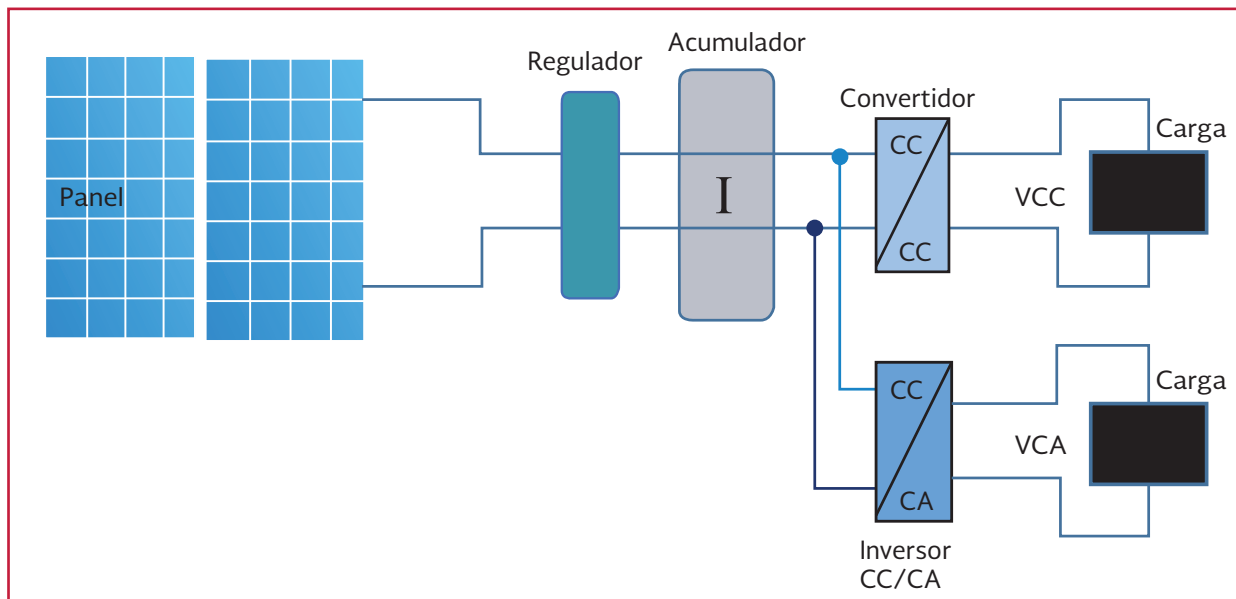 Acumulador
Regulador
Convertidor
Panel
I
CC
CC
VCC
Carga
CC
CA
VCA
Carga
Inversor
CC/CA